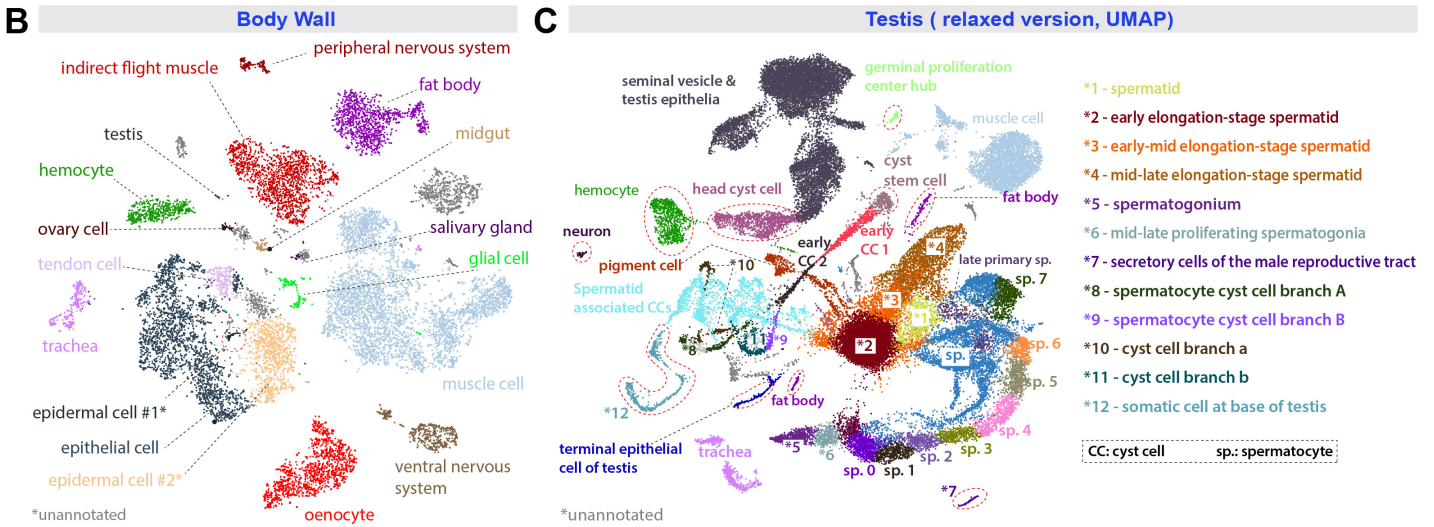 B
Body Wall
peripheral nervous system
indirect flight muscle
fat body
testis
midgut
hemocyte
ovary cell
salivary gland
tendon cell
glial cell
trachea
muscle cell
epidermal cell #1*
epithelial cell
epidermal cell #2*
ventral nervous
system
oenocyte
*unannotated
C
Testis ( relaxed version, UMAP)
seminal vesicle &
testis epithelia
germinal proliferation
center hub
muscle cell
cyst
stem cell
hemocyte
head cyst cell
fat body
neuron
early
CC 2
early
CC 1
*4
pigment cell
*10
late primary sp.
sp. 7
Spermatid
associated CCs
*3
*1
*8
11
*9
*2
sp.
sp. 6
sp. 5
*12
fat body
sp. 4
terminal epithelial
cell of testis
trachea
*5
*6
sp. 0
sp. 1
sp. 2
sp. 3
*7
*unannotated
*1 - spermatid
*2 - early elongation-stage spermatid
*3 - early-mid elongation-stage spermatid
*4 - mid-late elongation-stage spermatid
*5 - spermatogonium
*6 - mid-late proliferating spermatogonia
*7 - secretory cells of the male reproductive tract
*8 - spermatocyte cyst cell branch A
*9 - spermatocyte cyst cell branch B
*10 - cyst cell branch a
*11 - cyst cell branch b
*12 - somatic cell at base of testis
CC: cyst cell sp.: spermatocyte